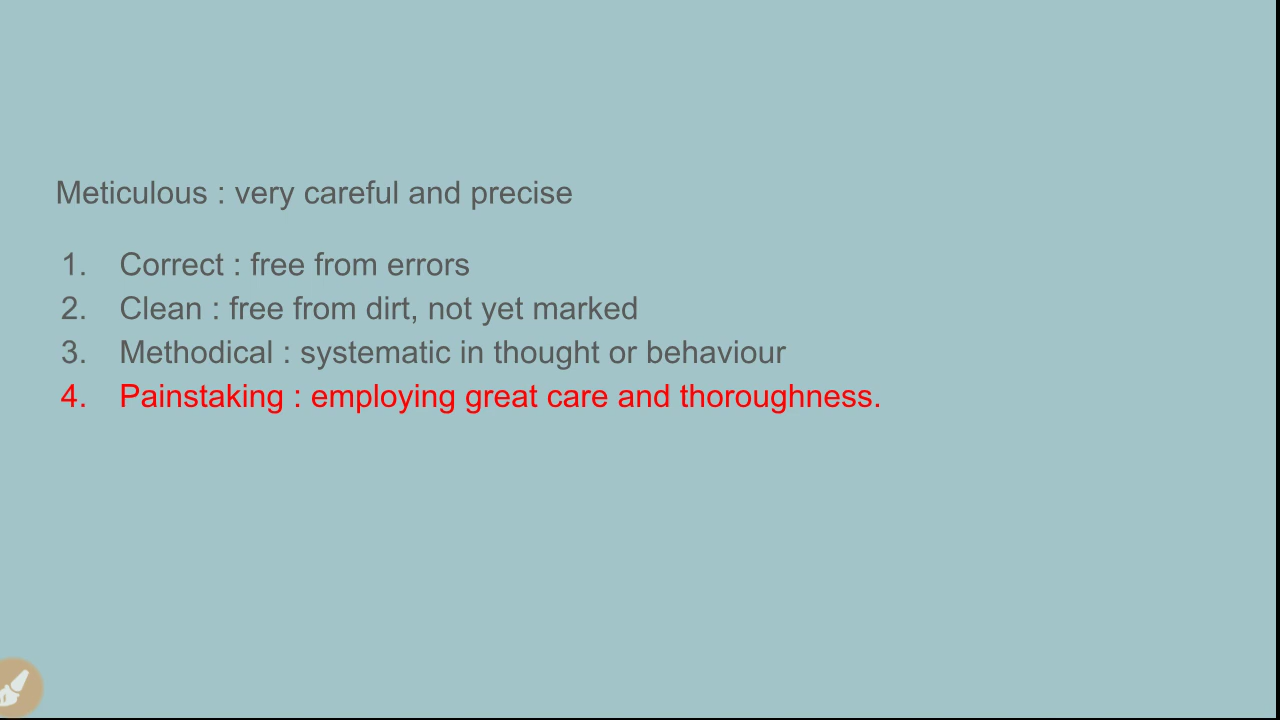 Meticulous : very careful and precise
1. Correct : free from errors
2. Clean : free from dirt, not yet marked
3. Methodical : systematic in thought or behaviour
4. Painstaking : employing great care and thoroughness.